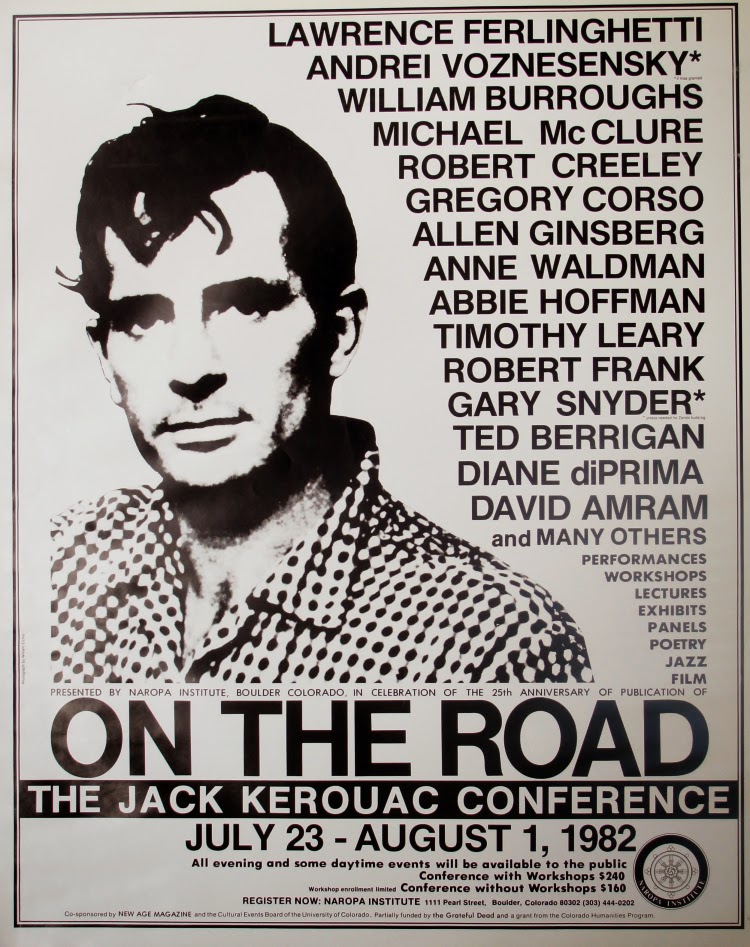 LAWRENCE FERLINGHETTI
ANDREI VOZNESENSKY*
WILLIAM BURROUGHS
MICHAEL McCLURE
ROBERT CREELEY
GREGORY CORSO
ALLEN GINSBERG
ANNE WALDMAN
ABBIE HOFFMAN
TIMOTHY LEARY
ROBERT FRANK
GARY SNYDER*
TED BERRIGAN
DIANE diPRIMA
DAVID AMRAM
and MANY OTHERS
PERFORMANCES
WORKSHOPS
LECTURES
EXHIBITS
PANELS
POETRY
JAZZ
FILM
PRESENTED BY NAROPA INSTITUTE, BOULDER COLORADO, IN CELEBRATION OF THE 25th ANNIVERSARY OF PUBLICATION OF
ON THE ROAD
THE JACK KEROUAC CONFERENCE
JULY 23 - AUGUST 1, 1982
All evening and some daytime events will be available to the public
Conference with Workshops $240
Workshop enrollment limited Conference without Workshops $160
REGISTER NOW: NAROPA INSTITUTE 1111 Pearl Street, Boulder, Colorado 80302 (303) 444-0202
NAROPA INSTITUTE
Co-sponsored by NEW AGE MAGAZINE and the Cultural Events Board of the University of Colorado. Partially funded by the Grateful Dead and a grant from the Colorado Humanities Program.